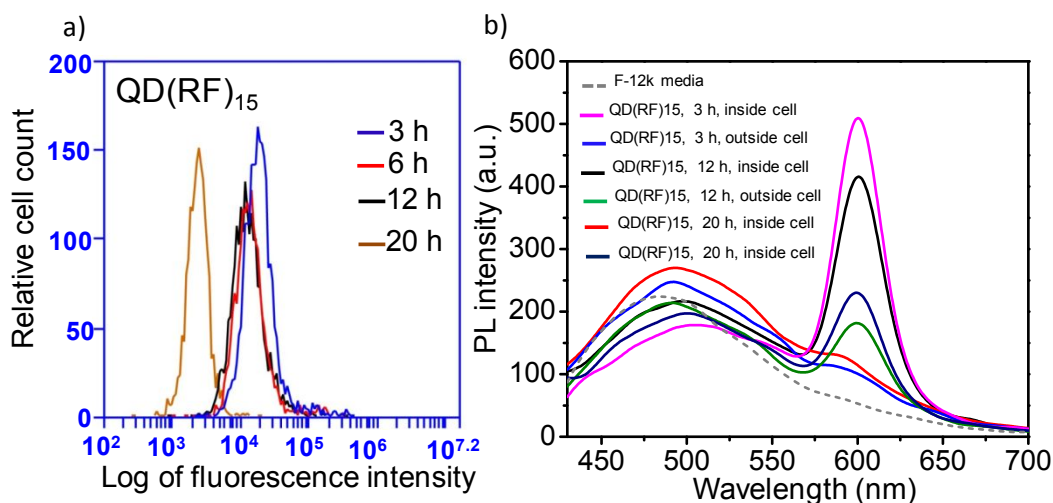 a)
QD(RF)15
3 h
6 h
12 h
20 h
200
150
100
50
0
10^2 10^3 10^4 10^5 10^6 10^7.2
Relative cell count
Log of fluorescence intensity
b)
F-12k media
QD(RF)15, 3 h, inside cell
QD(RF)15, 3 h, outside cell
QD(RF)15, 12 h, inside cell
QD(RF)15, 12 h, outside cell
QD(RF)15, 20 h, inside cell
QD(RF)15, 20 h, inside cell
600
500
400
300
200
100
0
450 500 550 600 650 700
PL intensity (a.u.)
Wavelength (nm)